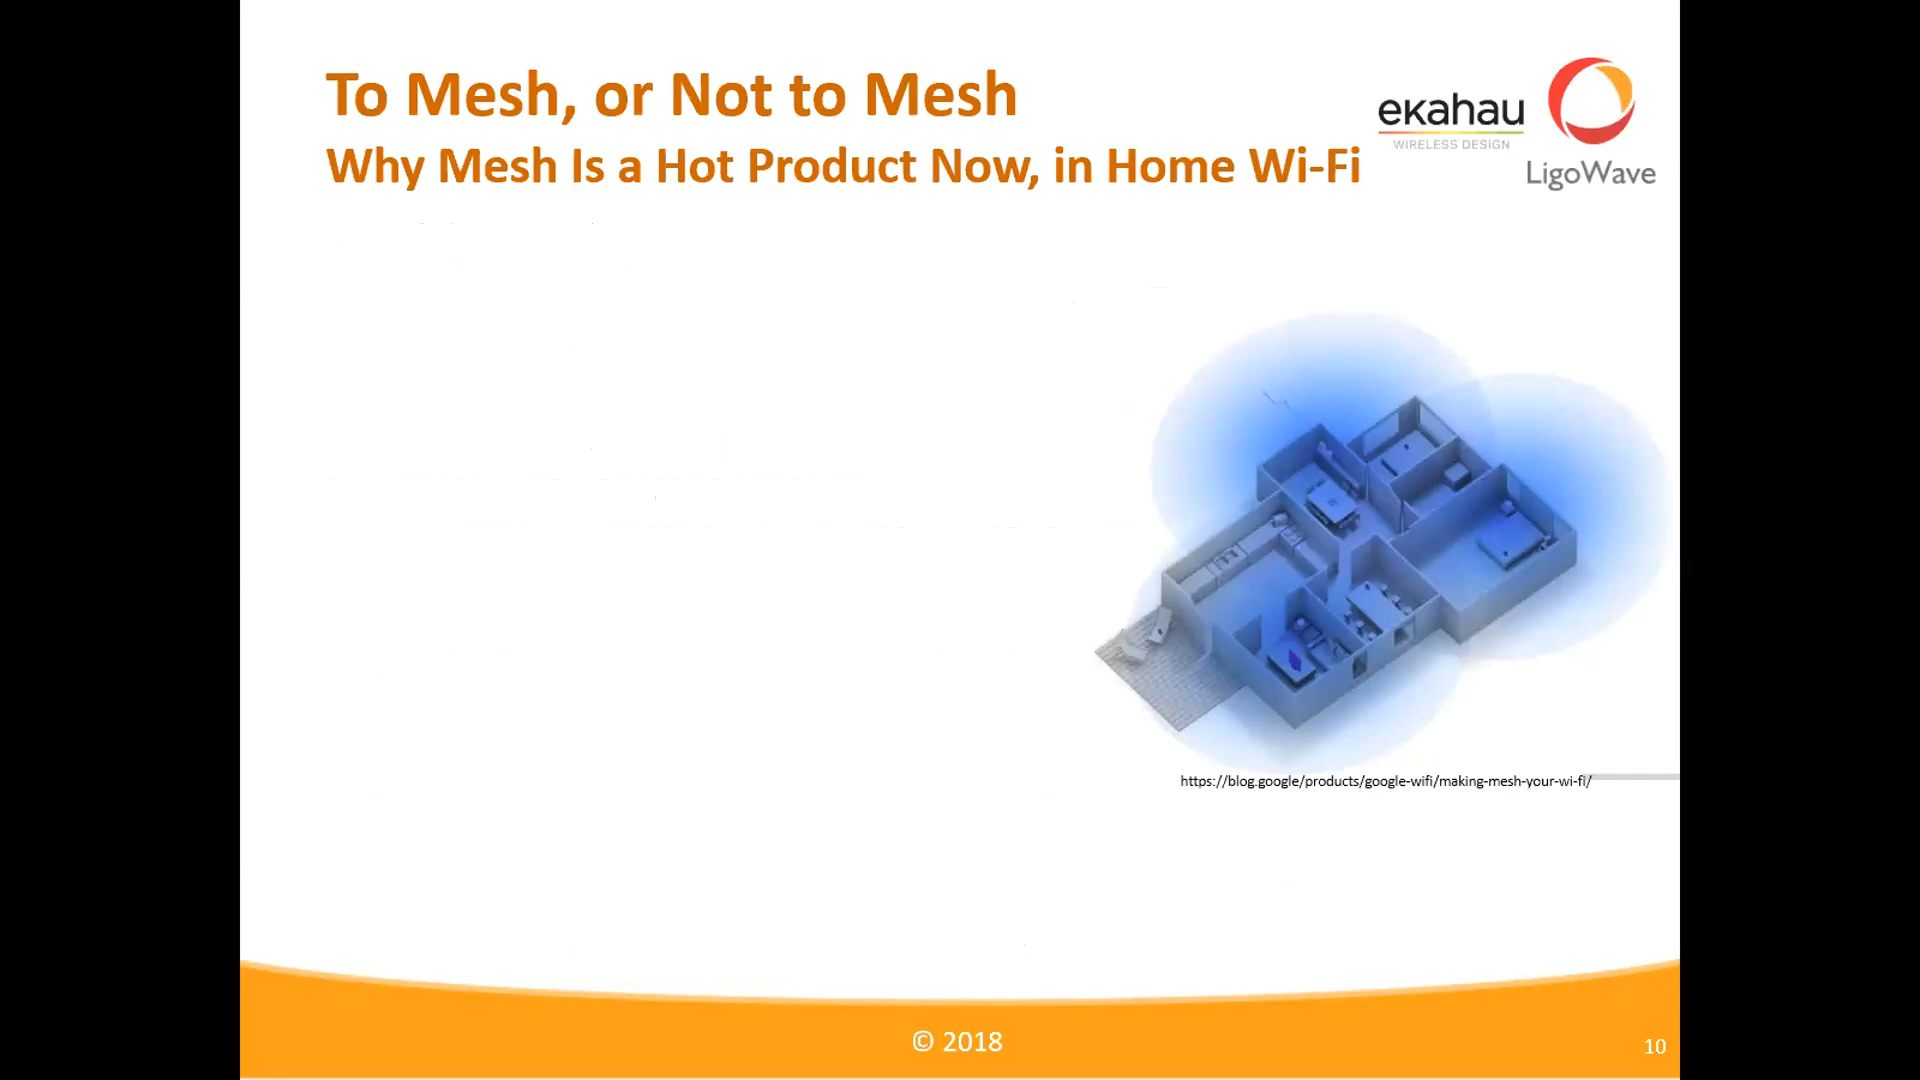 To Mesh, or Not to Mesh
Why Mesh Is a Hot Product Now, in Home Wi-Fi
ekahau
WIRELESS DESIGN
LigoWave
https://blog.google/products/google-wifi/making-mesh-your-wi-fi/
© 2018
10